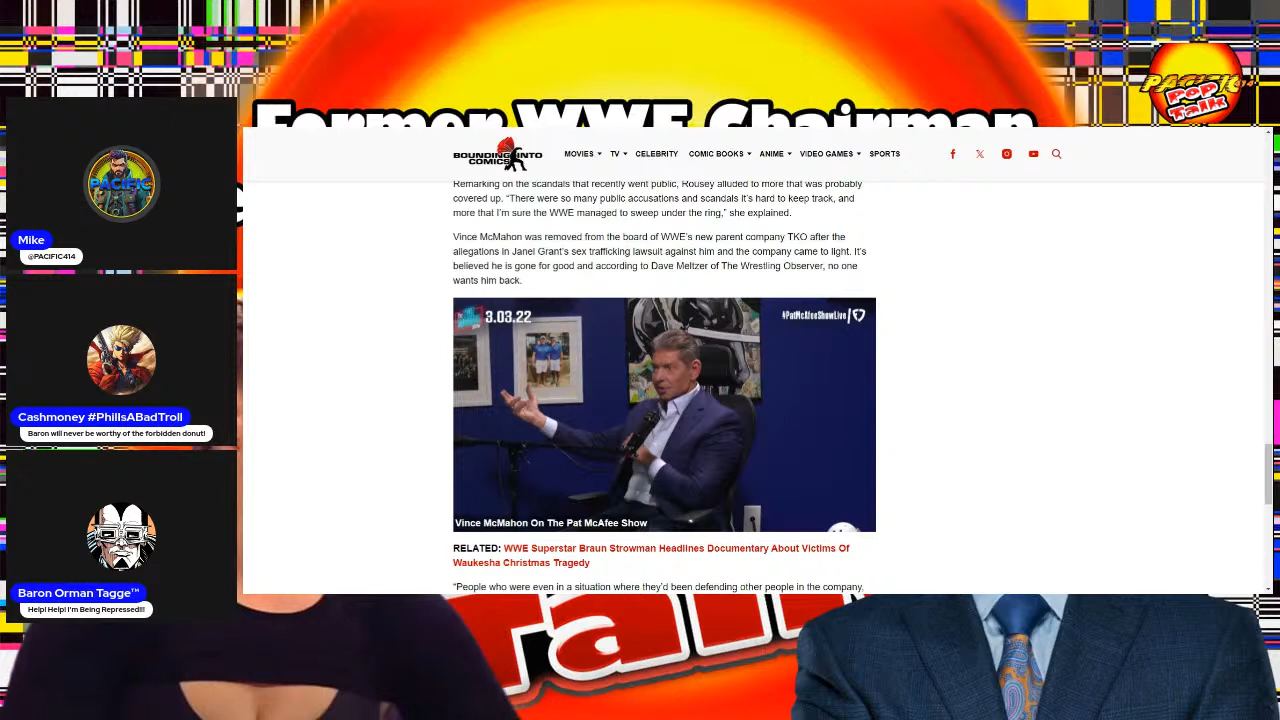 Former WWE Chairman
PACIFIC
Pop
Talk
BOUNDING INTO
COMICS
MOVIES TV CELEBRITY COMIC BOOKS ANIME VIDEO GAMES SPORTS
Remarking on the scandals that recently went public, Rousey alluded to more that was probably
covered up. “There were so many public accusations and scandals it’s hard to keep track, and
more that I’m sure the WWE managed to sweep under the ring,” she explained.
Vince McMahon was removed from the board of WWE’s new parent company TKO after the
allegations in Janel Grant’s sex trafficking lawsuit against him and the company came to light. It’s
believed he is gone for good and according to Dave Meltzer of The Wrestling Observer, no one
wants him back.
3.03.22
#PatMcAfeeShowLive
Vince McMahon On The Pat McAfee Show
RELATED: WWE Superstar Braun Strowman Headlines Documentary About Victims Of
Waukesha Christmas Tragedy
“People who were even in a situation where they’d been defending other people in the company,
PACIFIC
Mike
@PACIFIC414
Cashmoney #PhilIsABadTroll
Baron will never be worthy of the forbidden donut!
Baron Orman Tagge™
Help! Help! I'm Being Repressed!!!
Talk